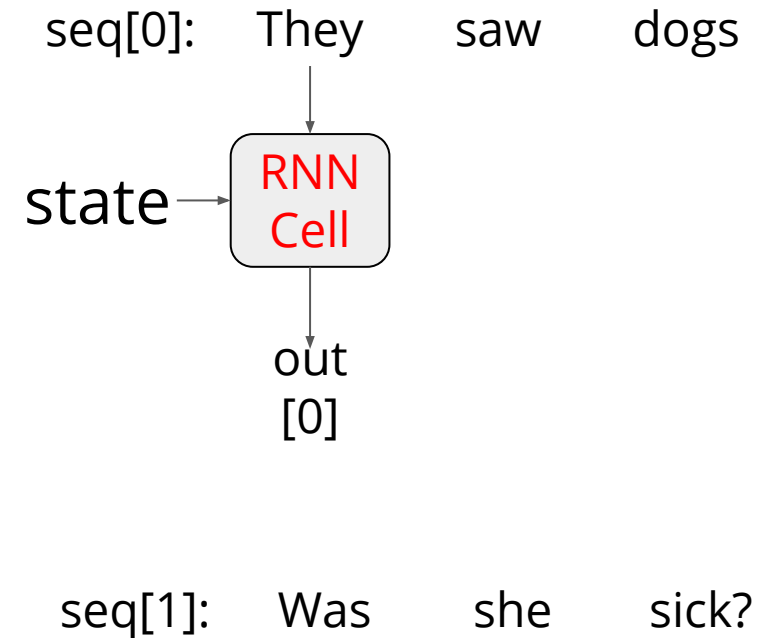 seq[0]: They saw dogs
RNN
state
Cell
out
[0]
seq[1]: Was she sick?